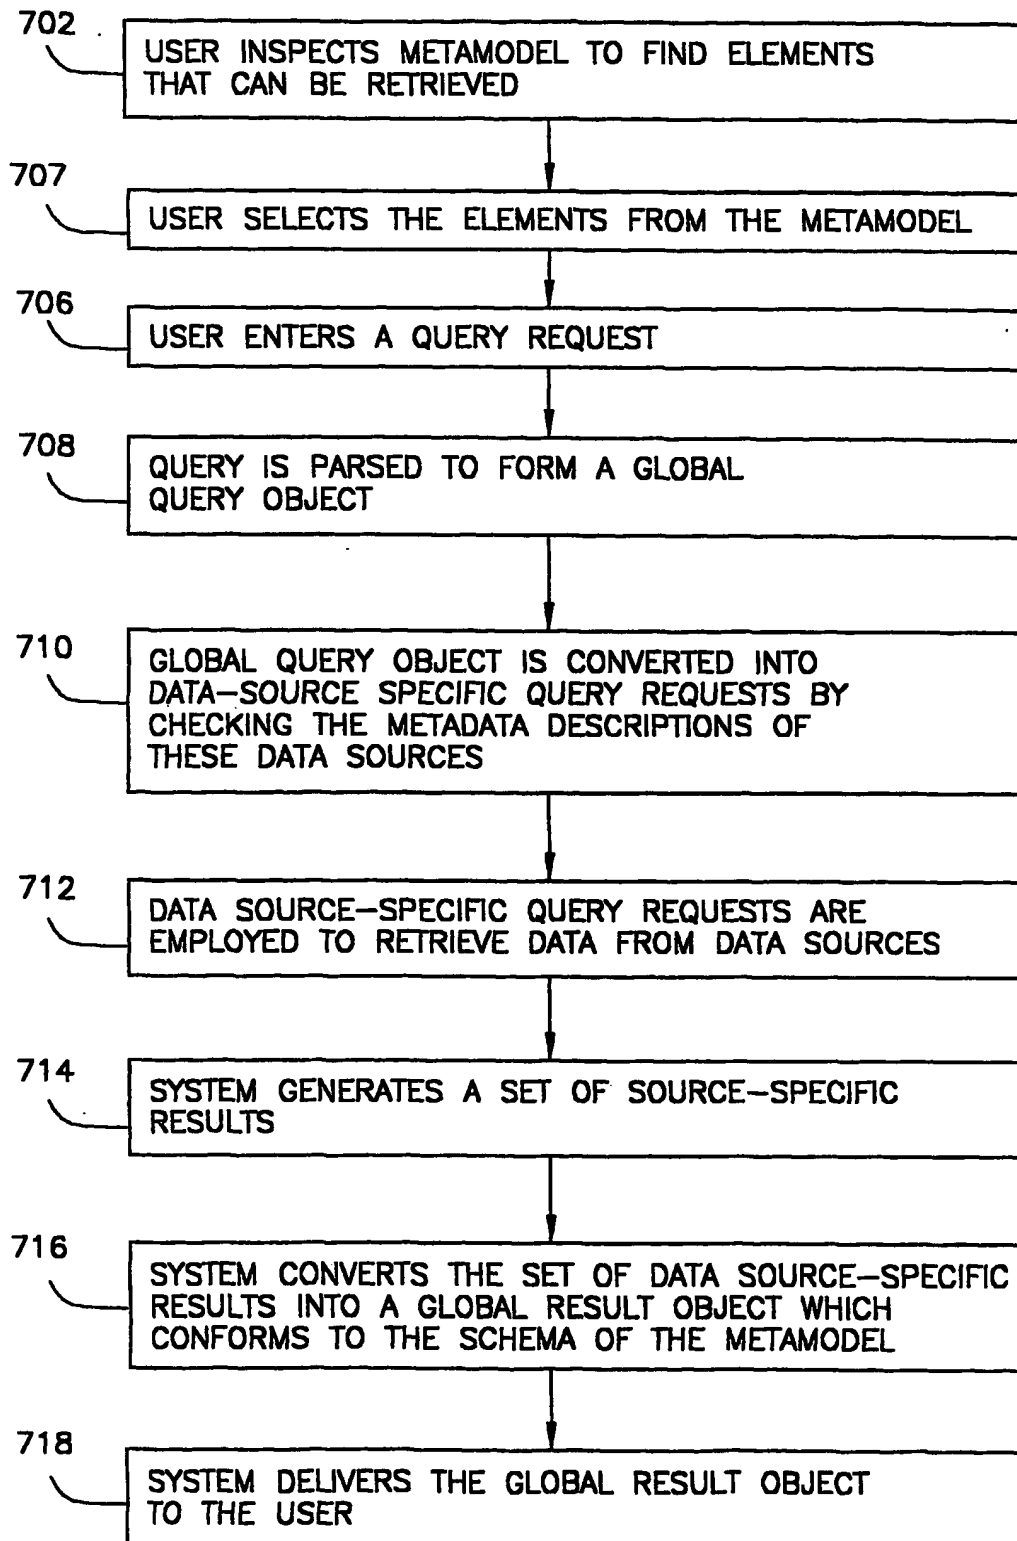 702
USER INSPECTS METAMODEL TO FIND ELEMENTS
THAT CAN BE RETRIEVED
707
USER SELECTS THE ELEMENTS FROM THE METAMODEL
706
USER ENTERS A QUERY REQUEST
708
QUERY IS PARSED TO FORM A GLOBAL
QUERY OBJECT
710
GLOBAL QUERY OBJECT IS CONVERTED INTO
DATA–SOURCE SPECIFIC QUERY REQUESTS BY
CHECKING THE METADATA DESCRIPTIONS OF
THESE DATA SOURCES
712
DATA SOURCE–SPECIFIC QUERY REQUESTS ARE
EMPLOYED TO RETRIEVE DATA FROM DATA SOURCES
714
SYSTEM GENERATES A SET OF SOURCE–SPECIFIC
RESULTS
716
SYSTEM CONVERTS THE SET OF DATA SOURCE–SPECIFIC
RESULTS INTO A GLOBAL RESULT OBJECT WHICH
CONFORMS TO THE SCHEMA OF THE METAMODEL
718
SYSTEM DELIVERS THE GLOBAL RESULT OBJECT
TO THE USER